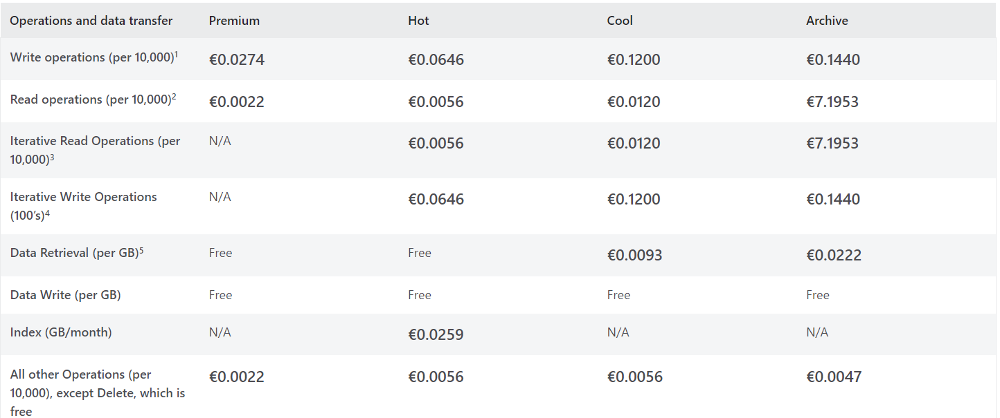 Operations and data transfer Premium Hot Cool Archive
Write operations (per 10,000)¹ €0.0274 €0.0646 €0.1200 €0.1440
Read operations (per 10,000)² €0.0022 €0.0056 €0.0120 €7.1953
Iterative Read Operations (per N/A €0.0056 €0.0120 €7.1953
10,000)³
Iterative Write Operations N/A €0.0646 €0.1200 €0.1440
(100’s)⁴
Data Retrieval (per GB)⁵ Free Free €0.0093 €0.0222
Data Write (per GB) Free Free Free Free
Index (GB/month) N/A €0.0259 N/A N/A
All other Operations (per €0.0022 €0.0056 €0.0056 €0.0047
10,000), except Delete, which is
free